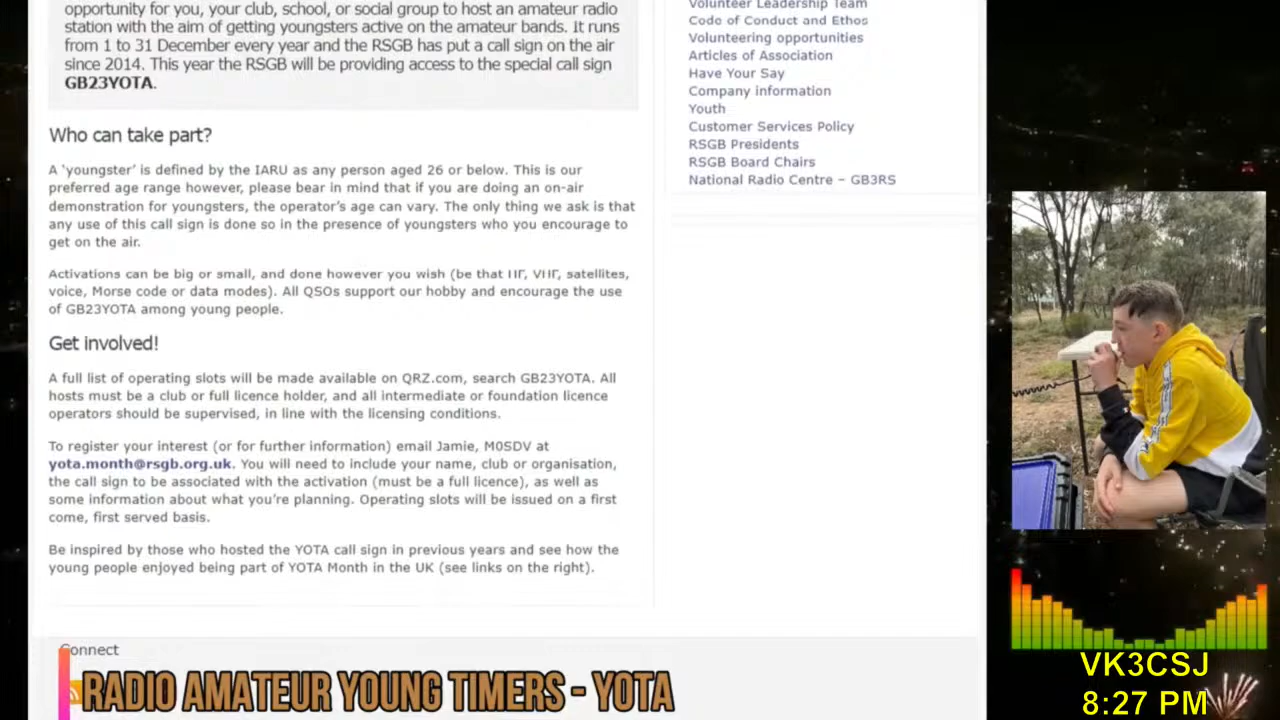 opportunity for you, your club, school, or social group to host an amateur radio
station with the aim of getting youngsters active on the amateur bands. It runs
from 1 to 31 December every year and the RSGB has put a call sign on the air
since 2014. This year the RSGB will be providing access to the special call sign
GB23YOTA.
Who can take part?
A ‘youngster’ is defined by the IARU as any person aged 26 or below. This is our
preferred age range however, please bear in mind that if you are doing an on-air
demonstration for youngsters, the operator’s age can vary. The only thing we ask is that
any use of this call sign is done so in the presence of youngsters who you encourage to
get on the air.
Activations can be big or small, and done however you wish (be that HF, VHF, satellites,
voice, Morse code or data modes). All QSOs support our hobby and encourage the use
of GB23YOTA among young people.
Get involved!
A full list of operating slots will be made available on QRZ.com, search GB23YOTA. All
hosts must be a club or full licence holder, and all intermediate or foundation licence
operators should be supervised, in line with the licensing conditions.
To register your interest (or for further information) email Jamie, M0SDV at
yota.month@rsgb.org.uk. You will need to include your name, club or organisation,
the call sign to be associated with the activation (must be a full licence), as well as
some information about what you’re planning. Operating slots will be issued on a first
come, first served basis.
Be inspired by those who hosted the YOTA call sign in previous years and see how the
young people enjoyed being part of YOTA Month in the UK (see links on the right).
Volunteer Leadership Team
Code of Conduct and Ethos
Volunteering opportunities
Articles of Association
Have Your Say
Company information
Youth
Customer Services Policy
RSGB Presidents
RSGB Board Chairs
National Radio Centre – GB3RS
Connect
RADIO AMATEUR YOUNG TIMERS - YOTA
VK3CSJ
8:27 PM